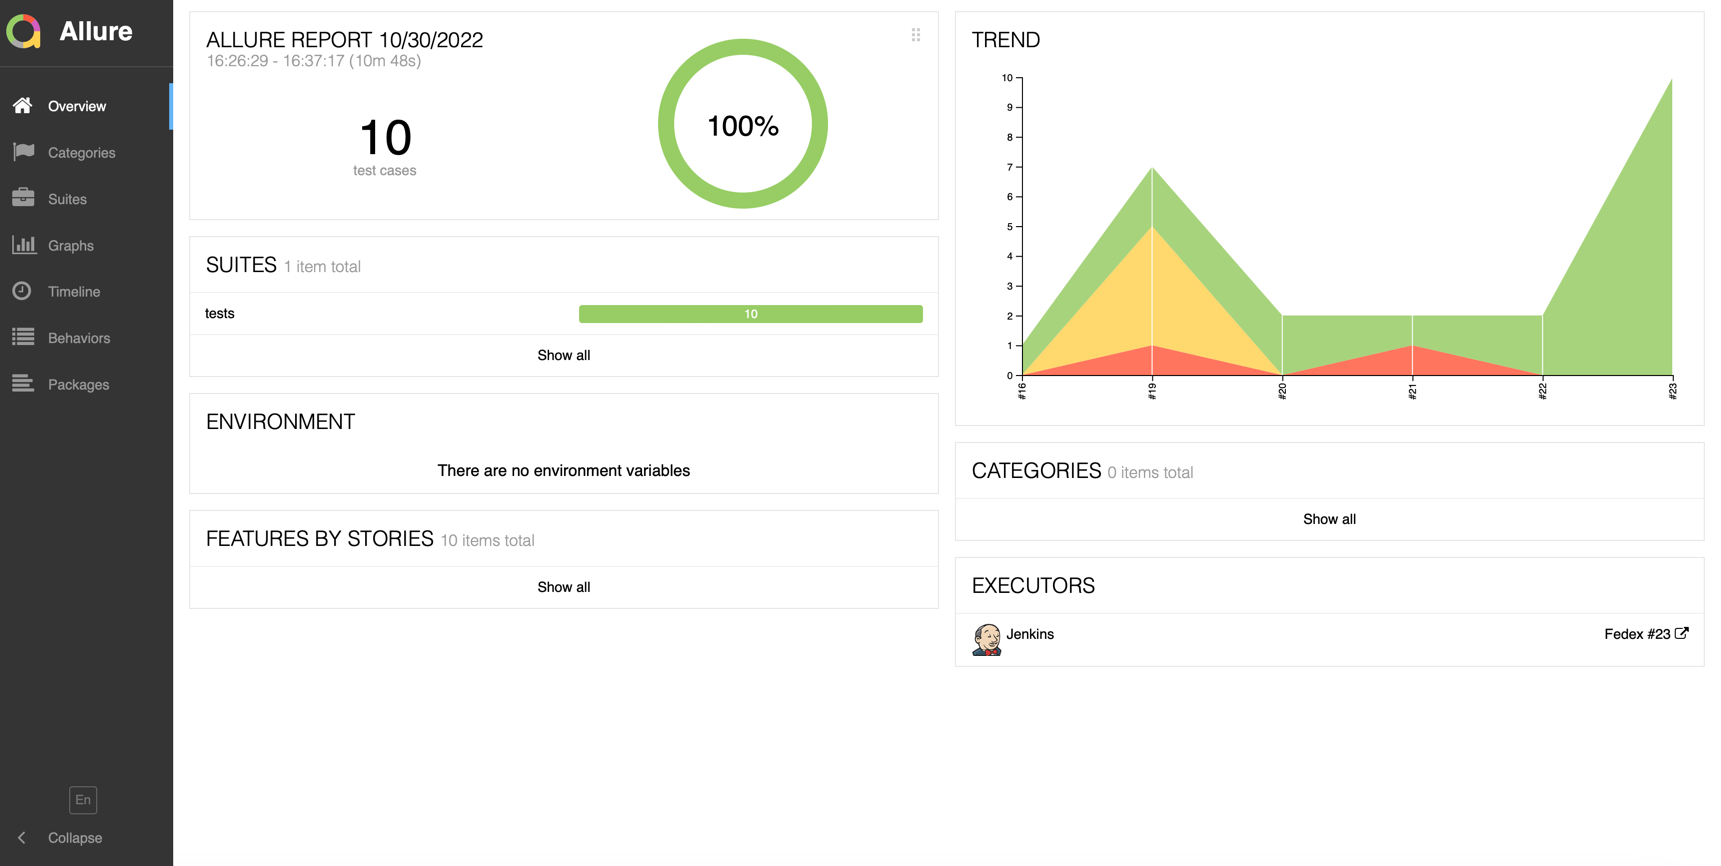 Allure
Overview
Categories
Suites
Graphs
Timeline
Behaviors
Packages
En
Collapse
ALLURE REPORT 10/30/2022
16:26:29 - 16:37:17 (10m 48s)
10
test cases
100%
SUITES 1 item total
tests 10
Show all
ENVIRONMENT
There are no environment variables
FEATURES BY STORIES 10 items total
Show all
TREND
10
9
8
7
6
5
4
3
2
1
0
#16 #19 #20 #21 #22 #23
CATEGORIES 0 items total
Show all
EXECUTORS
Jenkins Fedex #23